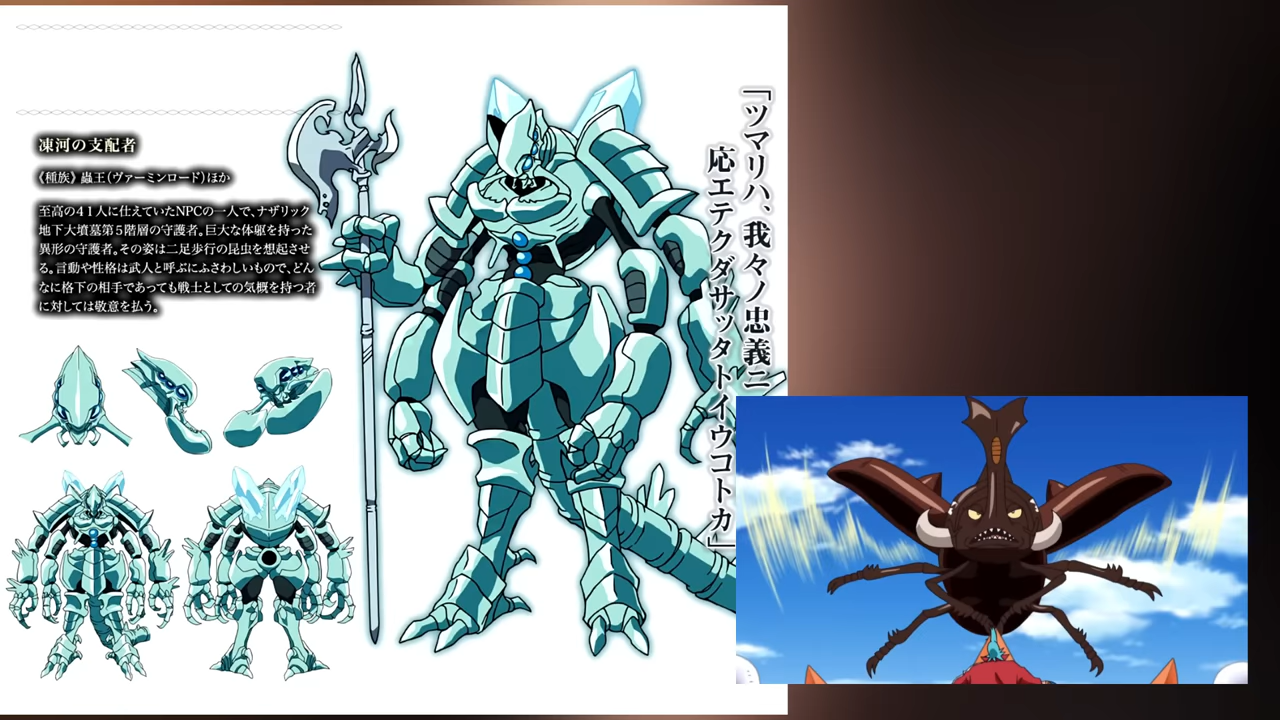 凍河の支配者
《種族》 蟲王(ヴァーミンロード)ほか
至高の41人に仕えていたNPCの一人で、ナザリック
地下大墳墓第5階層の守護者。巨大な体躯を持った
異形の守護者。その姿は二足歩行の昆虫を想起させ
る。言動や性格は武人と呼ぶにふさわしいもので、どん
なに格下の相手であっても戦士としての気概を持つ者
に対しては敬意を払う。
「ツマリハ、我々ノ忠義ニ
応エテクダサッタトイウコトカ」